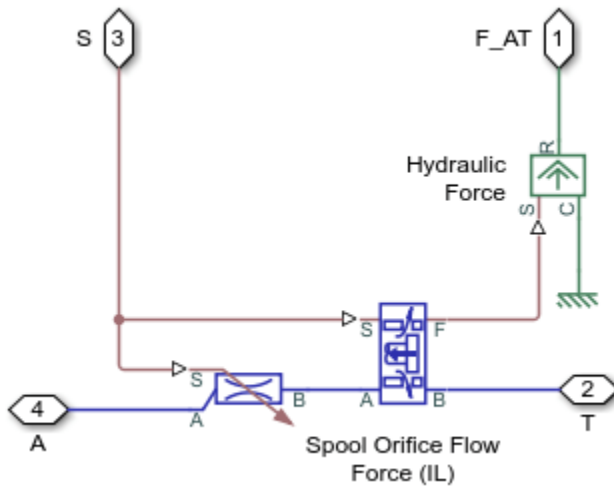 S
3
F_AT
1
R
Hydraulic
Force
S
C
S
F
S
A
B
A
B
4
A
2
T
Spool Orifice Flow
Force (IL)